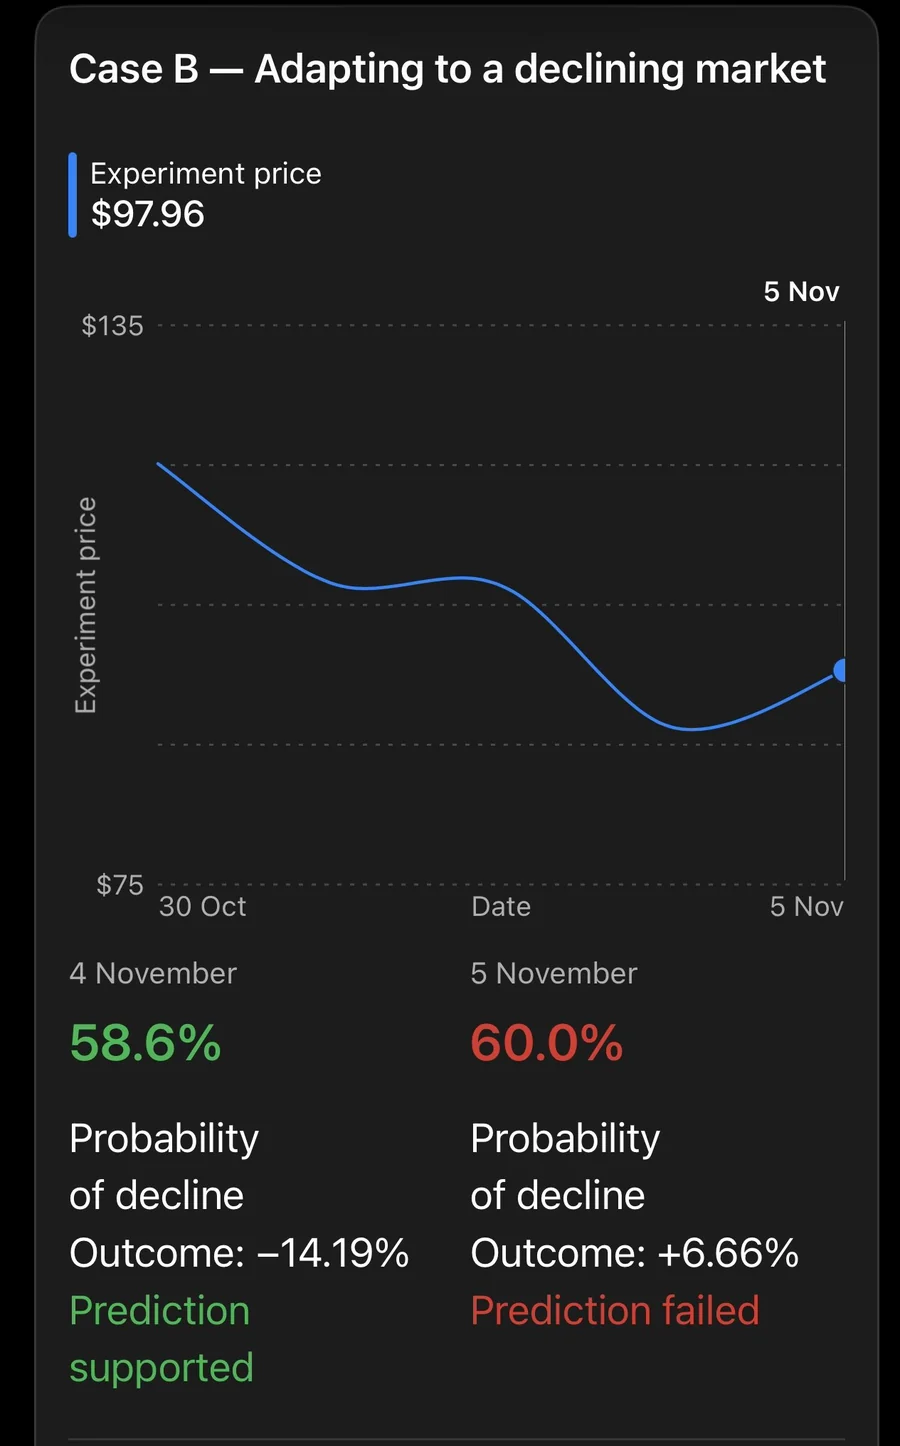 Case B — Adapting to a declining market
Experiment price
$97.96
5 Nov
$135
Experiment price
$75
30 Oct
Date
5 Nov
4 November
58.6%
Probability
of decline
Outcome: –14.19%
Prediction
supported
5 November
60.0%
Probability
of decline
Outcome: +6.66%
Prediction failed